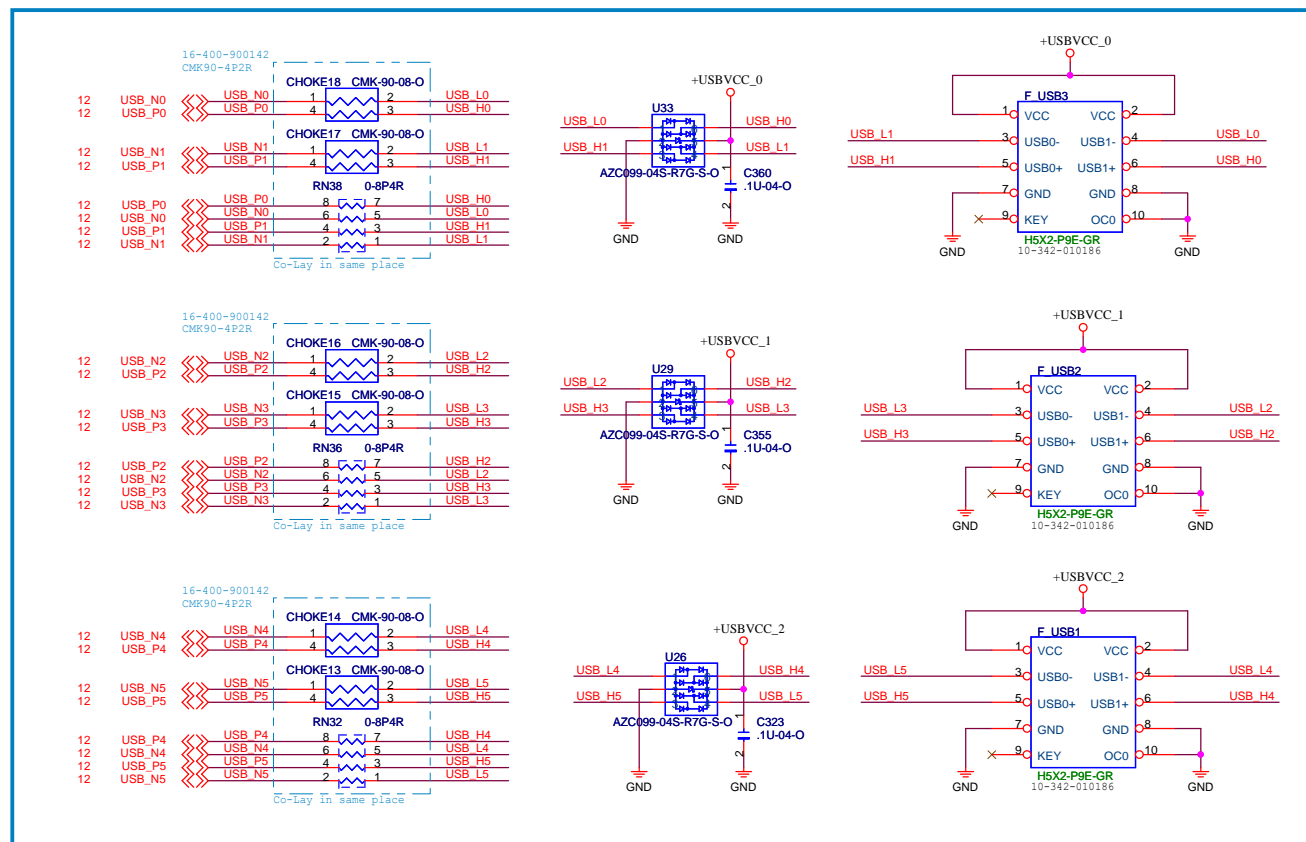 16-400-900142
CMK90-4P2R
CHOKE18 CMK-90-08-O
12 USB_N0 USB_N0 1 2 USB_L0
12 USB_P0 USB_P0 4 3 USB_H0
CHOKE17 CMK-90-08-O
12 USB_N1 USB_N1 1 2 USB_L1
12 USB_P1 USB_P1 4 3 USB_H1
RN38 0-8P4R
12 USB_P0 USB_P0 8 7 USB_H0
12 USB_N0 USB_N0 6 5 USB_L0
12 USB_P1 USB_P1 4 3 USB_H1
12 USB_N1 USB_N1 2 1 USB_L1
Co-Lay in same place
+USBVCC_0
U33
USB_L0 USB_H0
USB_H1 USB_L1
AZC099-04S-R7G-S-O
1
C360
.1U-04-O
2
GND GND
+USBVCC_0
F_USB3
1 VCC VCC 2
USB_L1 3 USB0- USB1- 4 USB_L0
USB_H1 5 USB0+ USB1+ 6 USB_H0
7 GND GND 8
9 KEY OC0 10
H5X2-P9E-GR
10-342-010186
GND GND
16-400-900142
CMK90-4P2R
CHOKE16 CMK-90-08-O
12 USB_N2 USB_N2 1 2 USB_L2
12 USB_P2 USB_P2 4 3 USB_H2
CHOKE15 CMK-90-08-O
12 USB_N3 USB_N3 1 2 USB_L3
12 USB_P3 USB_P3 4 3 USB_H3
RN36 0-8P4R
12 USB_P2 USB_P2 8 7 USB_H2
12 USB_N2 USB_N2 6 5 USB_L2
12 USB_P3 USB_P3 4 3 USB_H3
12 USB_N3 USB_N3 2 1 USB_L3
Co-Lay in same place
+USBVCC_1
U29
USB_L2 USB_H2
USB_H3 USB_L3
AZC099-04S-R7G-S-O
1
C355
.1U-04-O
2
GND GND
+USBVCC_1
F_USB2
1 VCC VCC 2
USB_L3 3 USB0- USB1- 4 USB_L2
USB_H3 5 USB0+ USB1+ 6 USB_H2
7 GND GND 8
9 KEY OC0 10
H5X2-P9E-GR
10-342-010186
GND GND
16-400-900142
CMK90-4P2R
CHOKE14 CMK-90-08-O
12 USB_N4 USB_N4 1 2 USB_L4
12 USB_P4 USB_P4 4 3 USB_H4
CHOKE13 CMK-90-08-O
12 USB_N5 USB_N5 1 2 USB_L5
12 USB_P5 USB_P5 4 3 USB_H5
RN32 0-8P4R
12 USB_P4 USB_P4 8 7 USB_H4
12 USB_N4 USB_N4 6 5 USB_L4
12 USB_P5 USB_P5 4 3 USB_H5
12 USB_N5 USB_N5 2 1 USB_L5
Co-Lay in same place
+USBVCC_2
U26
USB_L4 USB_H4
USB_H5 USB_L5
AZC099-04S-R7G-S-O
1
C323
.1U-04-O
2
GND GND
+USBVCC_2
F_USB1
1 VCC VCC 2
USB_L5 3 USB0- USB1- 4 USB_L4
USB_H5 5 USB0+ USB1+ 6 USB_H4
7 GND GND 8
9 KEY OC0 10
H5X2-P9E-GR
10-342-010186
GND GND